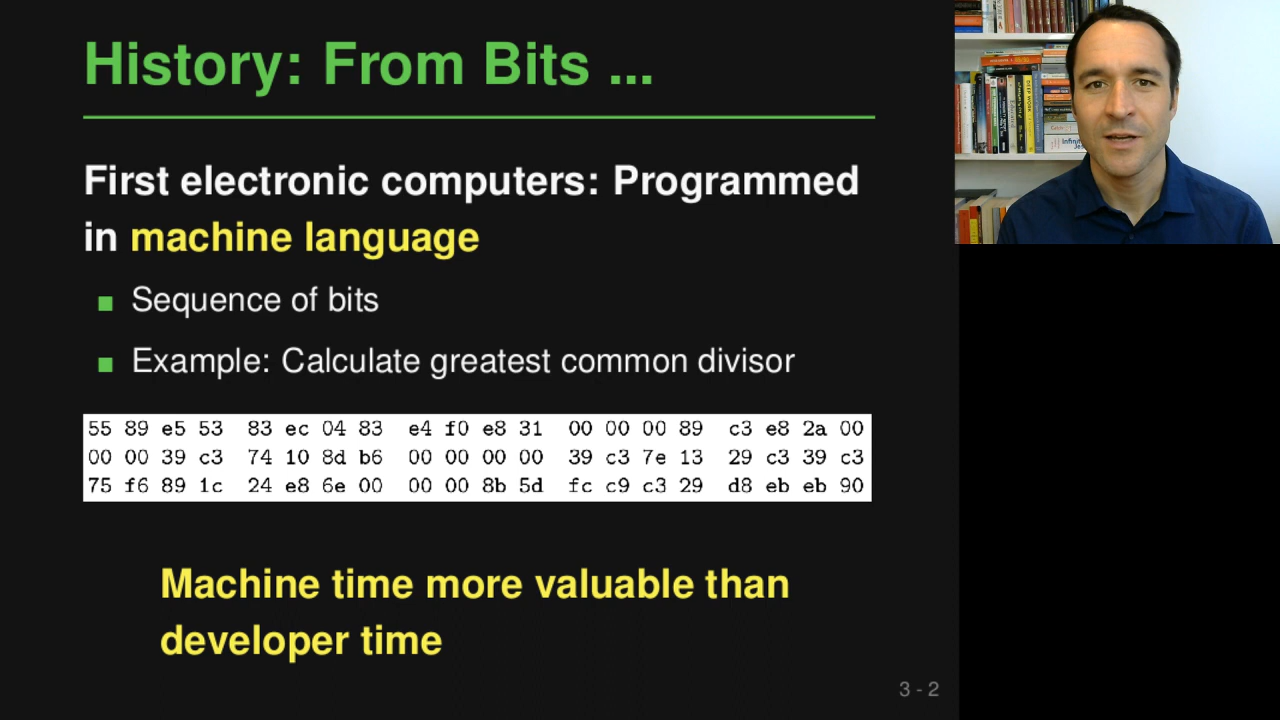 History: From Bits ...
First electronic computers: Programmed
in machine language
Sequence of bits
Example: Calculate greatest common divisor
55 89 e5 53 83 ec 04 83 e4 f0 e8 31 00 00 00 89 c3 e8 2a 00
00 00 39 c3 74 10 8d b6 00 00 00 00 39 c3 7e 13 29 c3 39 c3
75 f6 89 1c 24 e8 6e 00 00 00 8b 5d fc c9 c3 29 d8 eb eb 90
Machine time more valuable than
developer time
3 - 2
DEEP WORK